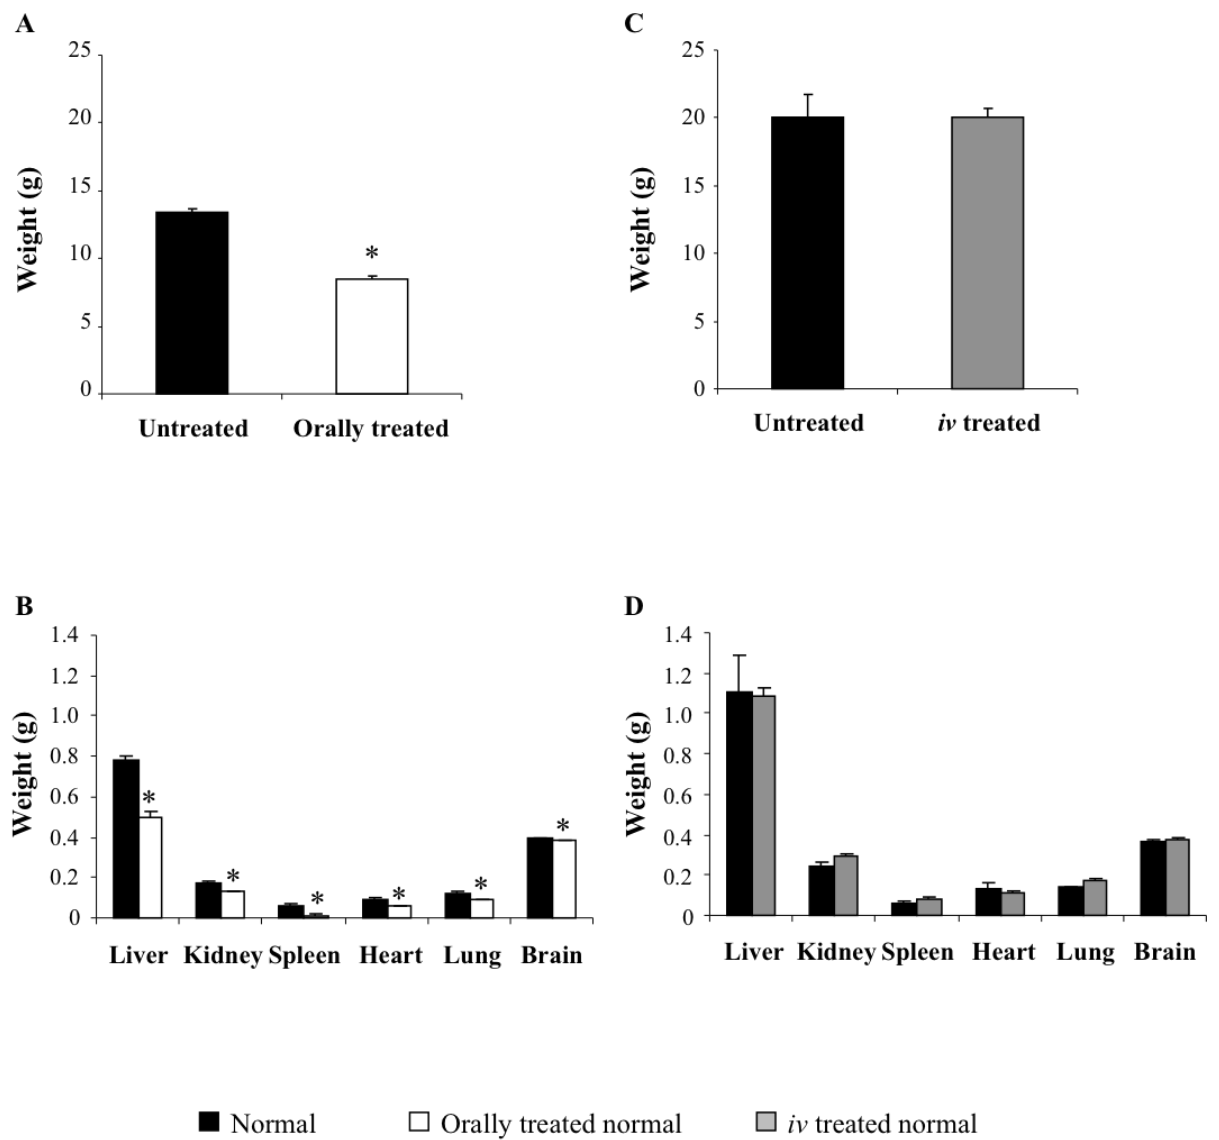 A
25
20
15
10
5
0
Weight (g)
*
Untreated Orally treated
C
25
20
15
10
5
0
Weight (g)
Untreated iv treated
B
1.4
1.2
1.0
0.8
0.6
0.4
0.2
0
Weight (g)
* * * * * *
Liver Kidney Spleen Heart Lung Brain
D
1.4
1.2
1.0
0.8
0.6
0.4
0.2
0
Weight (g)
Liver Kidney Spleen Heart Lung Brain
Normal Orally treated normal iv treated normal